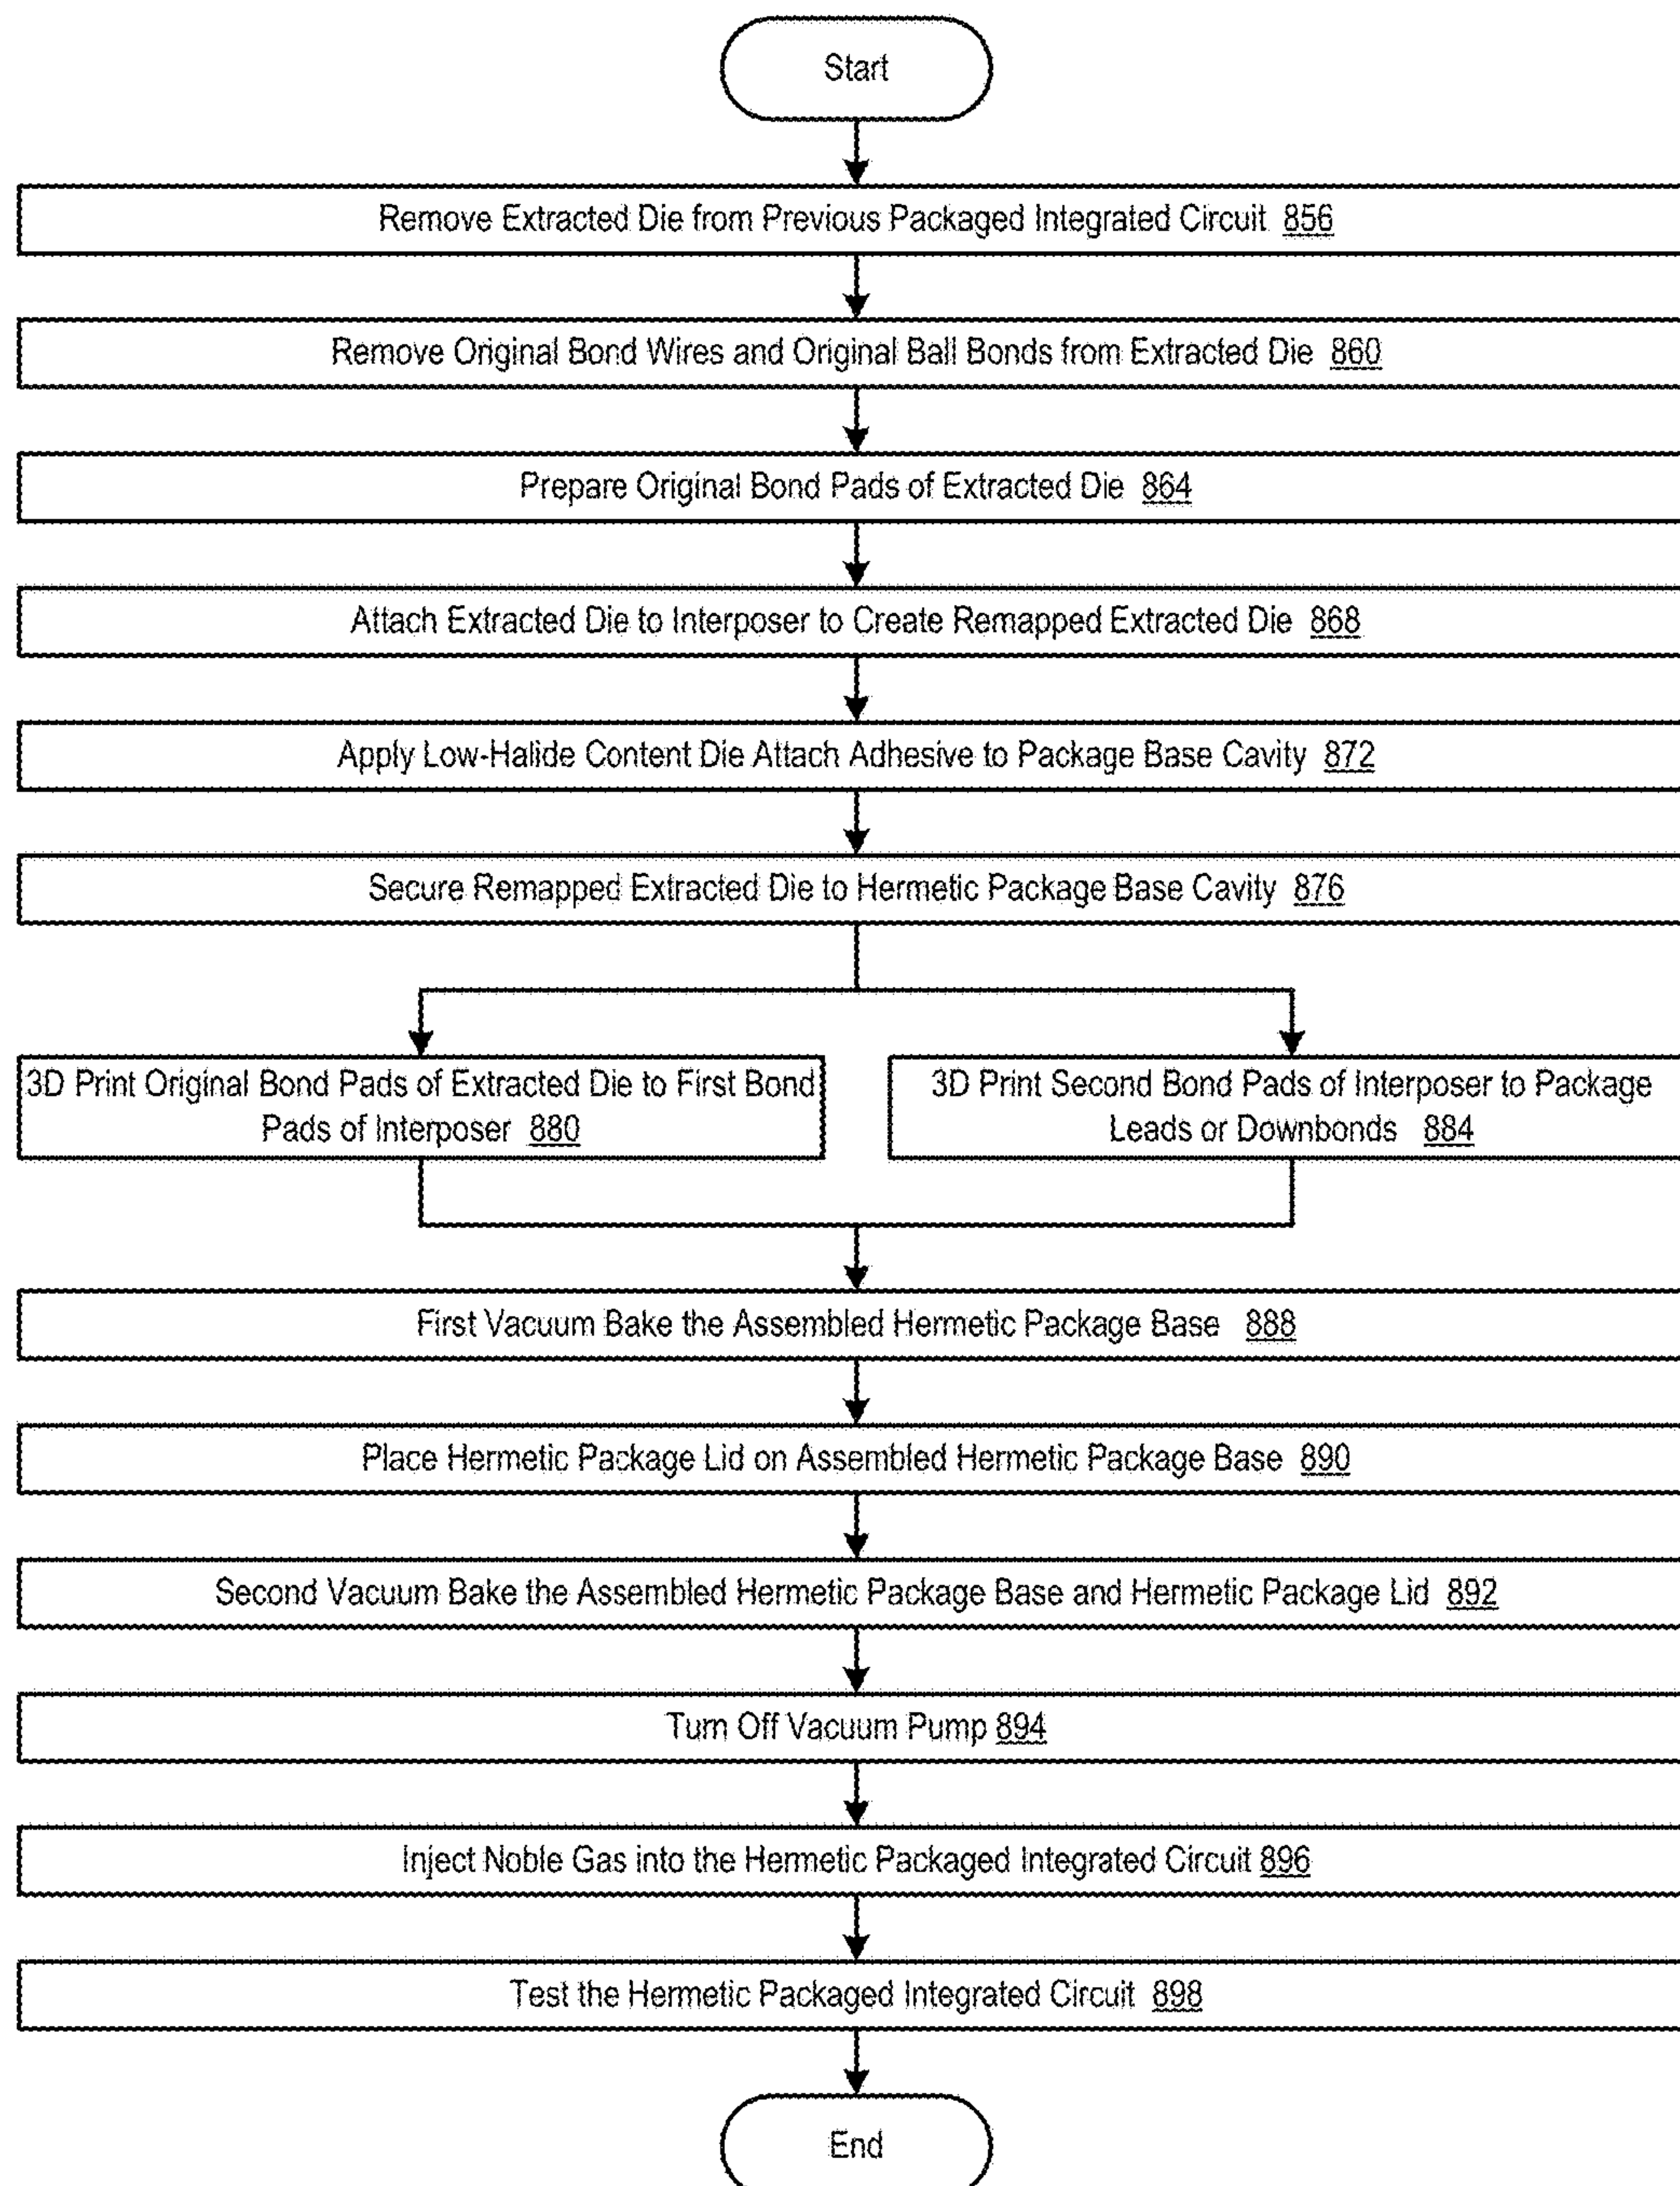 Start
Remove Extracted Die from Previous Packaged Integrated Circuit 856
Remove Original Bond Wires and Original Ball Bonds from Extracted Die 860
Prepare Original Bond Pads of Extracted Die 864
Attach Extracted Die to Interposer to Create Remapped Extracted Die 868
Apply Low-Halide Content Die Attach Adhesive to Package Base Cavity 872
Secure Remapped Extracted Die to Hermetic Package Base Cavity 876
3D Print Original Bond Pads of Extracted Die to First Bond
Pads of Interposer 880
3D Print Second Bond Pads of Interposer to Package
Leads or Downbonds 884
First Vacuum Bake the Assembled Hermetic Package Base 888
Place Hermetic Package Lid on Assembled Hermetic Package Base 890
Second Vacuum Bake the Assembled Hermetic Package Base and Hermetic Package Lid 892
Turn Off Vacuum Pump 894
Inject Noble Gas into the Hermetic Packaged Integrated Circuit 896
Test the Hermetic Packaged Integrated Circuit 898
End